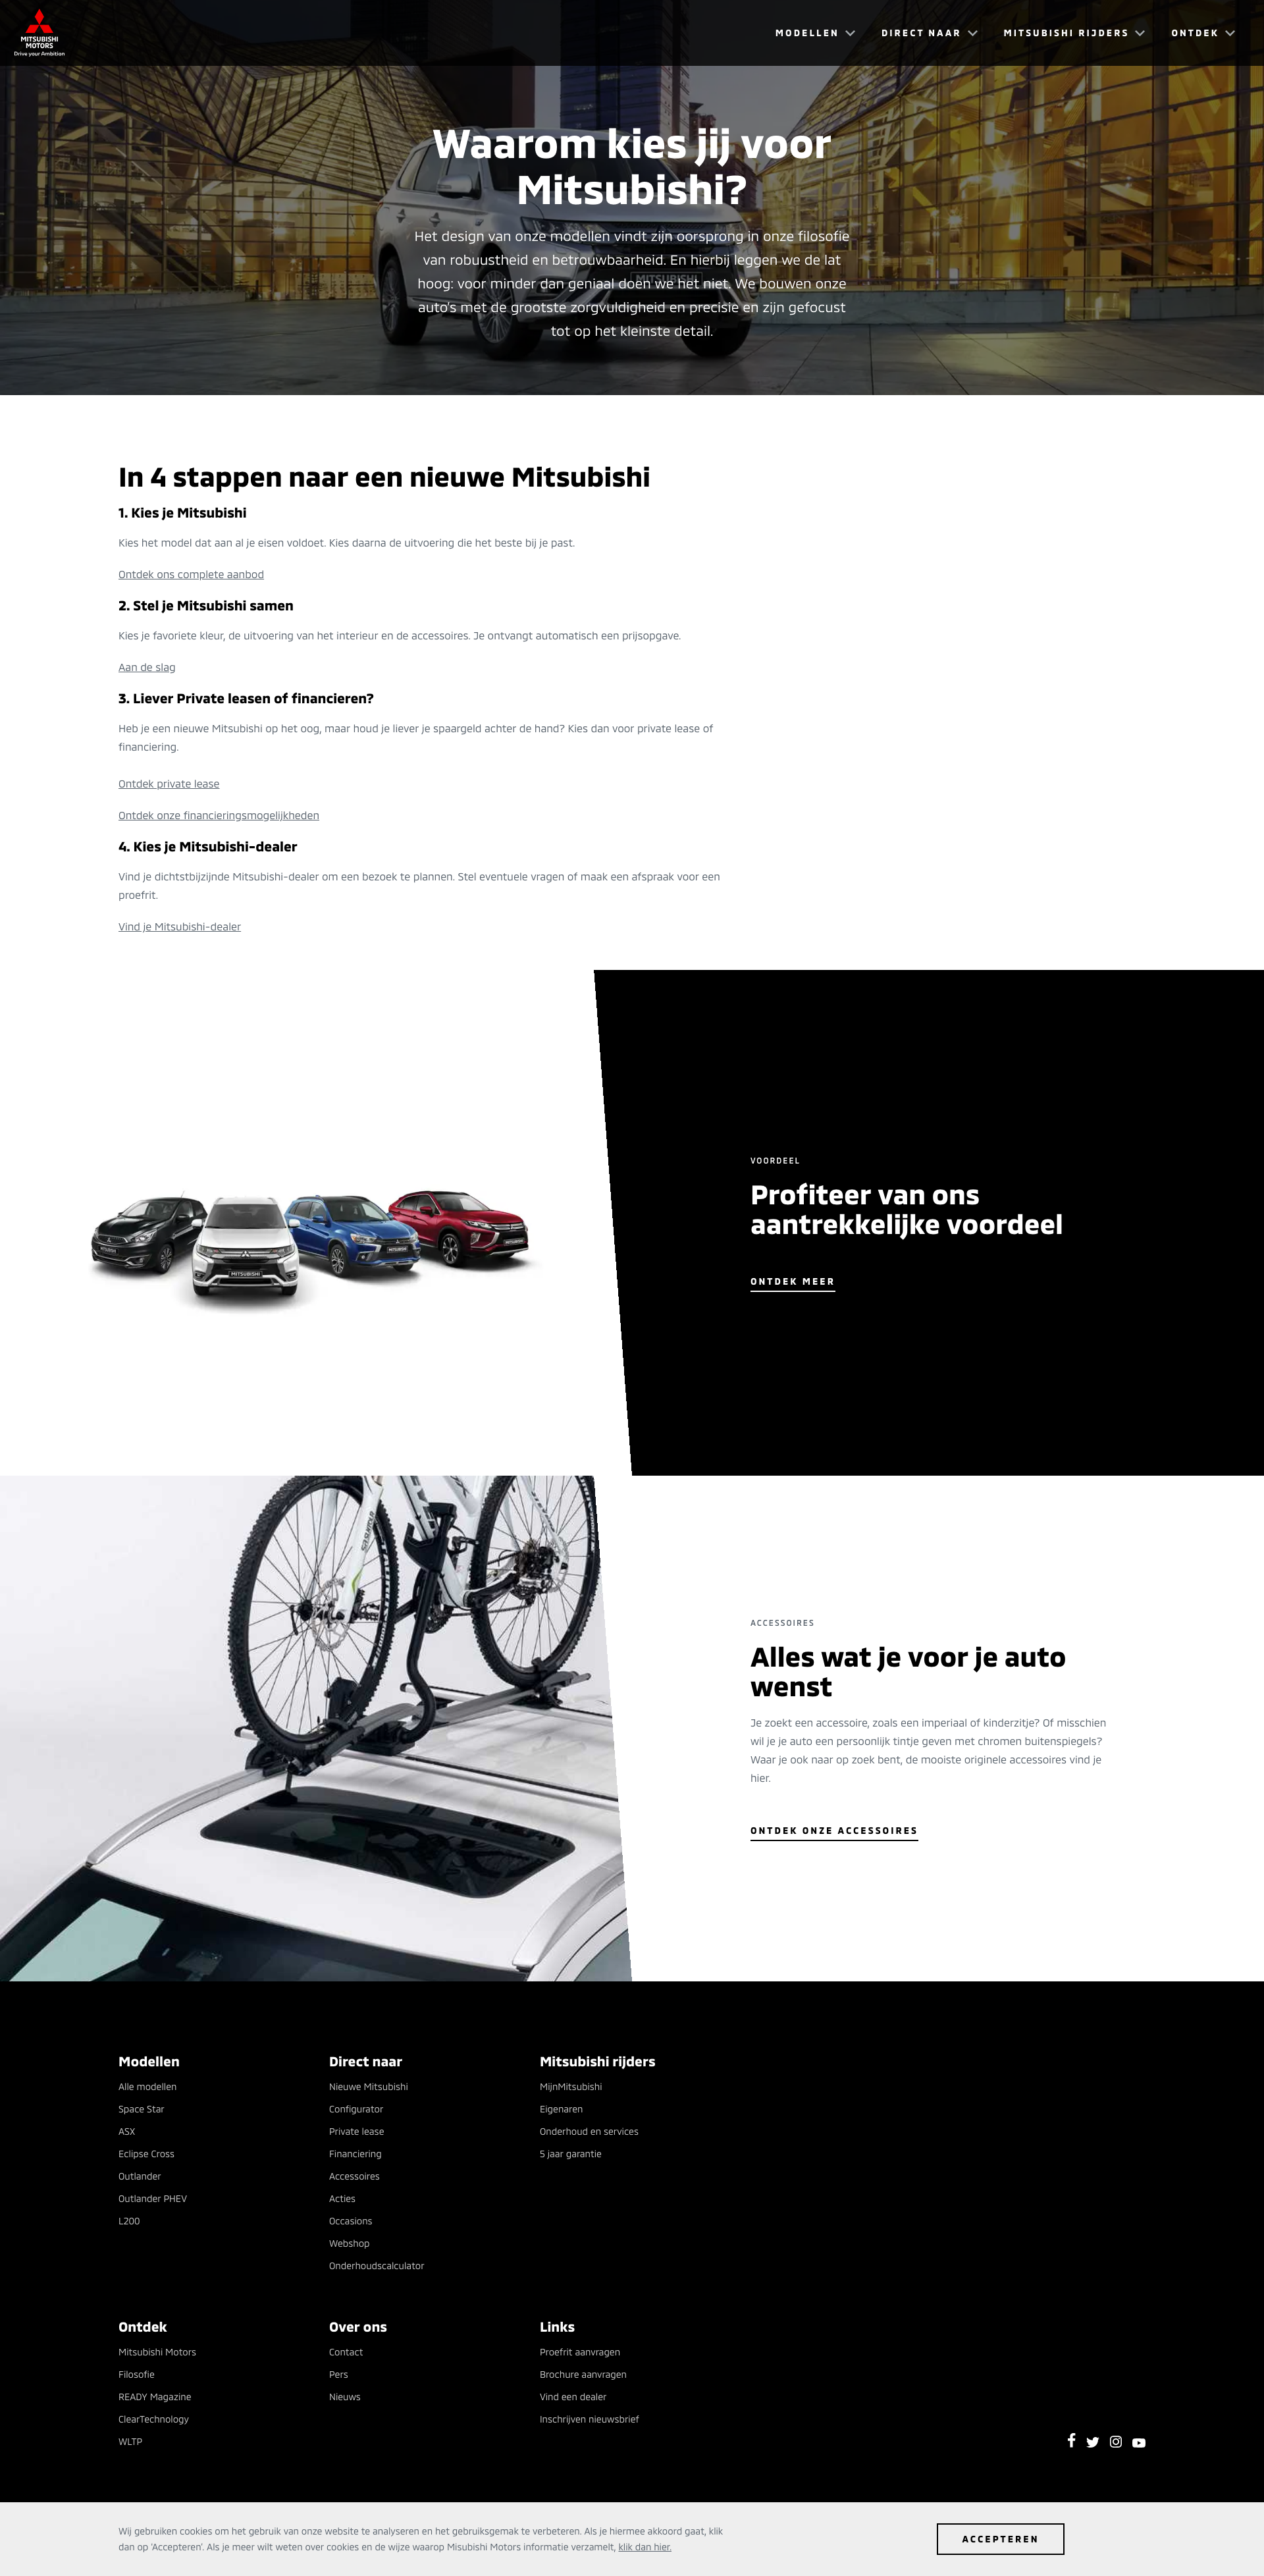 MITSUBISHI
MOTORS
Drive your Ambition
MODELLEN
DIRECT NAAR
MITSUBISHI RIJDERS
ONTDEK
Waarom kies jij voor
Mitsubishi?
Het design van onze modellen vindt zijn oorsprong in onze filosofie
van robuustheid en betrouwbaarheid. En hierbij leggen we de lat
hoog: voor minder dan geniaal doen we het niet. We bouwen onze
auto's met de grootste zorgvuldigheid en precisie en zijn gefocust
tot op het kleinste detail.
MITSUBISHI
In 4 stappen naar een nieuwe Mitsubishi
1. Kies je Mitsubishi
Kies het model dat aan al je eisen voldoet. Kies daarna de uitvoering die het beste bij je past.
Ontdek ons complete aanbod
2. Stel je Mitsubishi samen
Kies je favoriete kleur, de uitvoering van het interieur en de accessoires. Je ontvangt automatisch een prijsopgave.
Aan de slag
3. Liever Private leasen of financieren?
Heb je een nieuwe Mitsubishi op het oog, maar houd je liever je spaargeld achter de hand? Kies dan voor private lease of
financiering.
Ontdek private lease
Ontdek onze financieringsmogelijkheden
4. Kies je Mitsubishi-dealer
Vind je dichtstbijzijnde Mitsubishi-dealer om een bezoek te plannen. Stel eventuele vragen of maak een afspraak voor een
proefrit.
Vind je Mitsubishi-dealer
VOORDEEL
Profiteer van ons
aantrekkelijke voordeel
ONTDEK MEER
MITSUBISHI
ACCESSOIRES
Alles wat je voor je auto
wenst
Je zoekt een accessoire, zoals een imperiaal of kinderzitje? Of misschien
wil je je auto een persoonlijk tintje geven met chromen buitenspiegels?
Waar je ook naar op zoek bent, de mooiste originele accessoires vind je
hier.
ONTDEK ONZE ACCESSOIRES
Modellen
Alle modellen
Space Star
ASX
Eclipse Cross
Outlander
Outlander PHEV
L200
Direct naar
Nieuwe Mitsubishi
Configurator
Private lease
Financiering
Accessoires
Acties
Occasions
Webshop
Onderhoudscalculator
Mitsubishi rijders
MijnMitsubishi
Eigenaren
Onderhoud en services
5 jaar garantie
Ontdek
Mitsubishi Motors
Filosofie
READY Magazine
ClearTechnology
WLTP
Over ons
Contact
Pers
Nieuws
Links
Proefrit aanvragen
Brochure aanvragen
Vind een dealer
Inschrijven nieuwsbrief
Wij gebruiken cookies om het gebruik van onze website te analyseren en het gebruiksgemak te verbeteren. Als je hiermee akkoord gaat, klik
dan op 'Accepteren'. Als je meer wilt weten over cookies en de wijze waarop Misubishi Motors informatie verzamelt, klik dan hier.
ACCEPTEREN